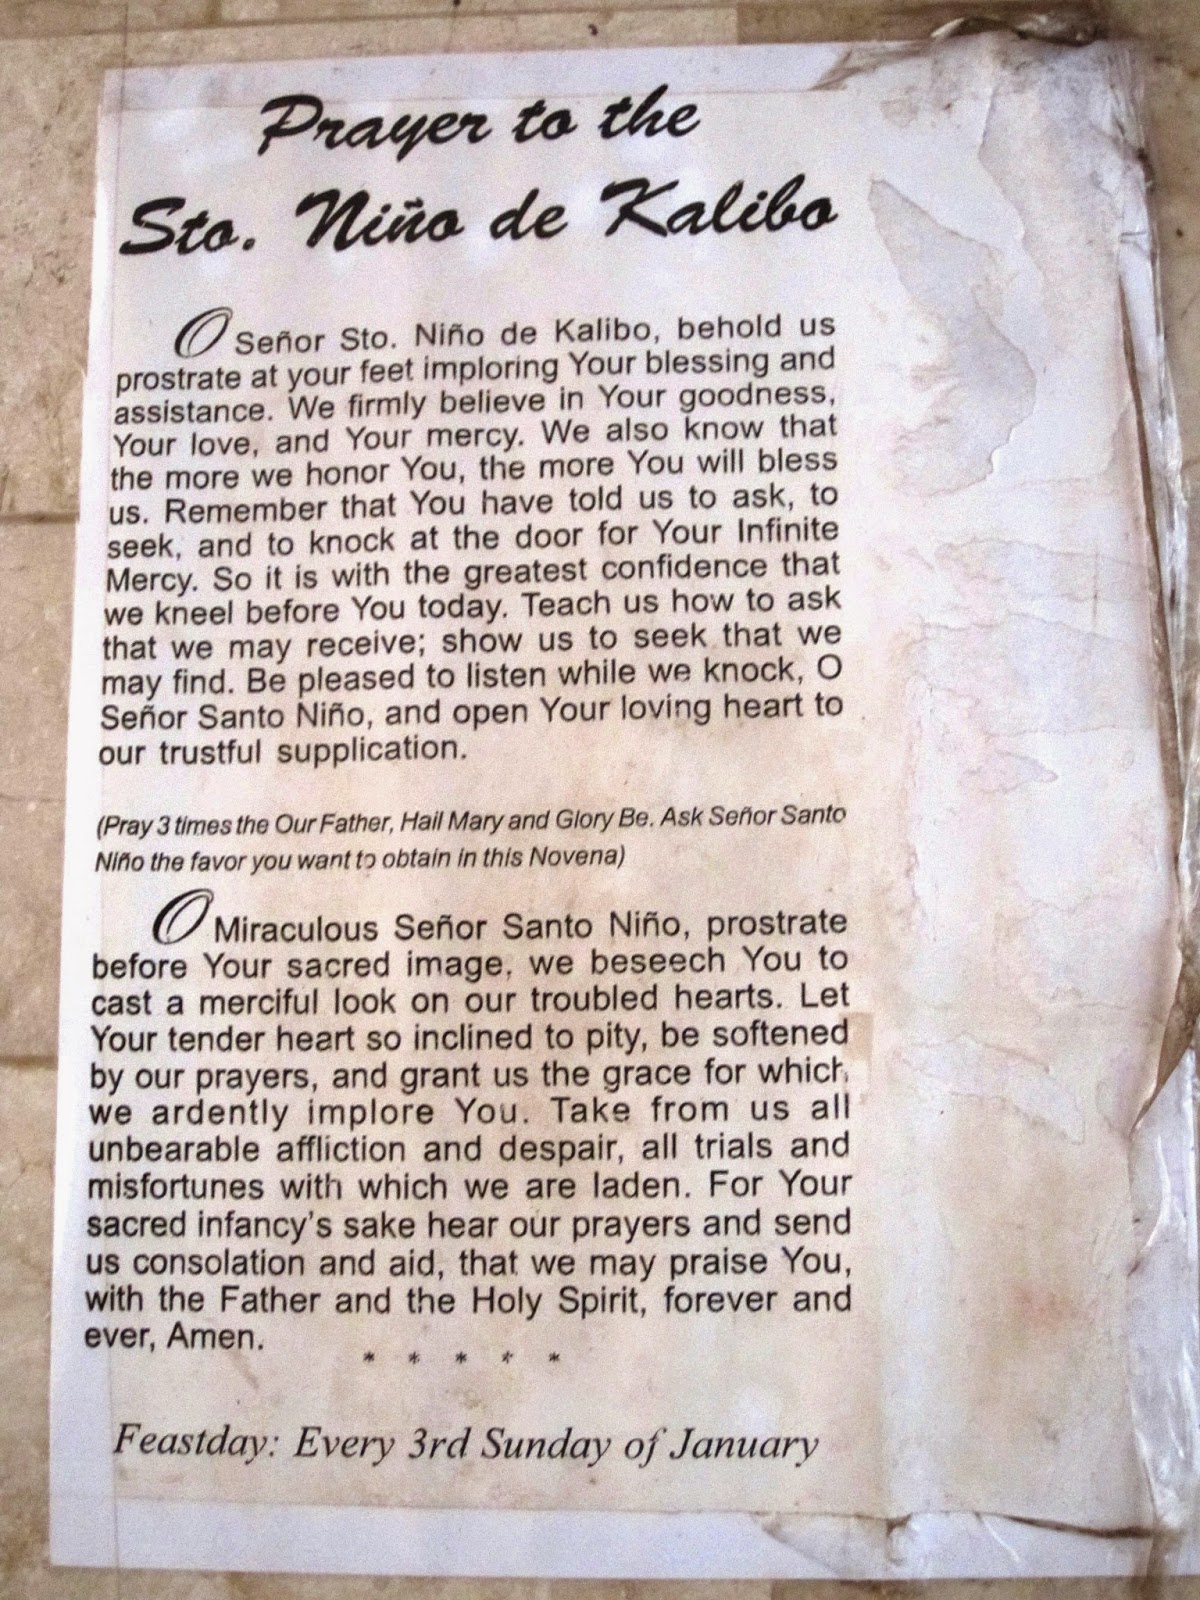 Prayer to the
Sto. Niño de Kalibo
O Señor Sto. Niño de Kalibo, behold us
prostrate at your feet imploring Your blessing and
assistance. We firmly believe in Your goodness,
Your love, and Your mercy. We also know that
the more we honor You, the more You will bless
us. Remember that You have told us to ask, to
seek, and to knock at the door for Your Infinite
Mercy. So it is with the greatest confidence that
we kneel before You today. Teach us how to ask
that we may receive; show us to seek that we
may find. Be pleased to listen while we knock, O
Señor Santo Niño, and open Your loving heart to
our trustful supplication.
(Pray 3 times the Our Father, Hail Mary and Glory Be. Ask Señor Santo
Niño the favor you want to obtain in this Novena)
O Miraculous Señor Santo Niño, prostrate
before Your sacred image, we beseech You to
cast a merciful look on our troubled hearts. Let
Your tender heart so inclined to pity, be softened
by our prayers, and grant us the grace for which
we ardently implore You. Take from us all
unbearable affliction and despair, all trials and
misfortunes with which we are laden. For Your
sacred infancy's sake hear our prayers and send
us consolation and aid, that we may praise You,
with the Father and the Holy Spirit, forever and
ever, Amen.
* * * * *
Feastday: Every 3rd Sunday of January